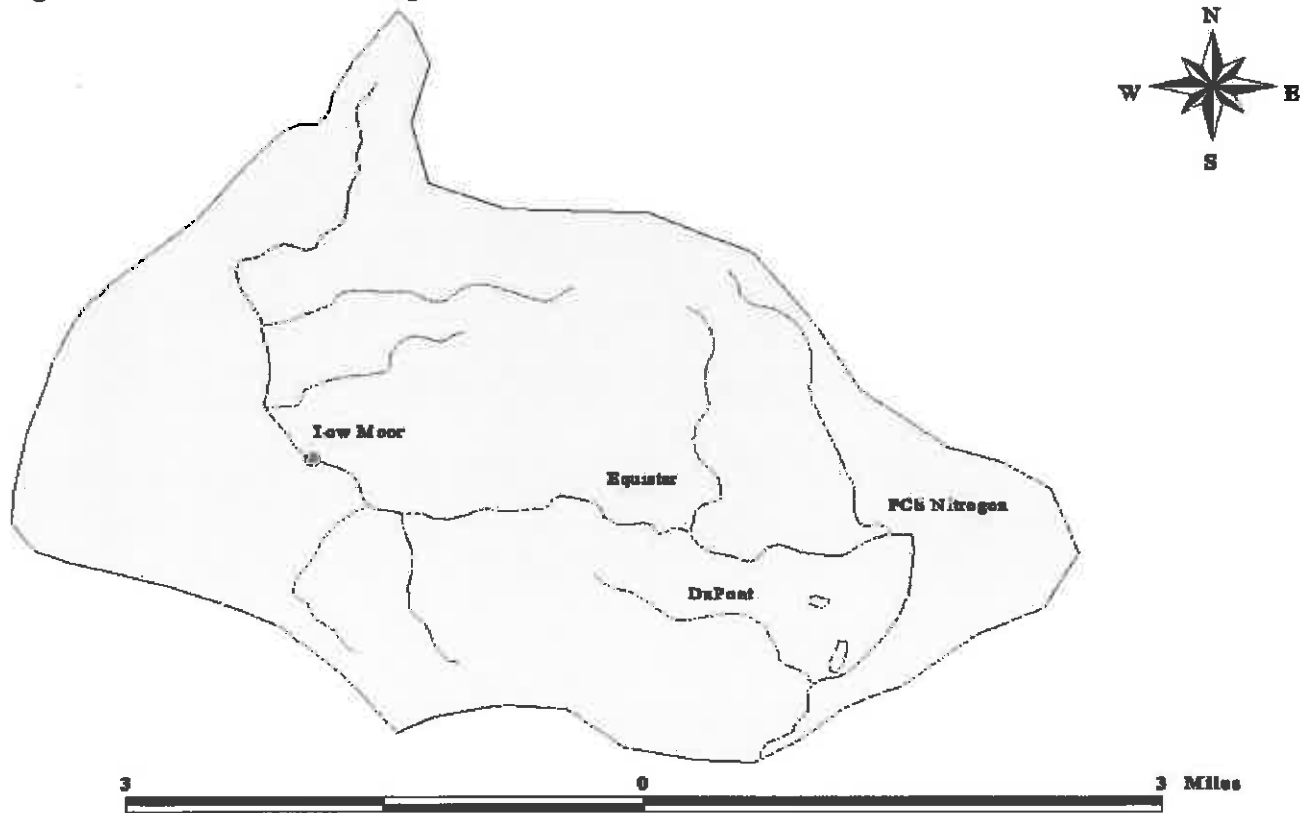 N
W E
S
Low Moor
Equistar
PCS Nitrogen
DuPont
3 0 3 Miles